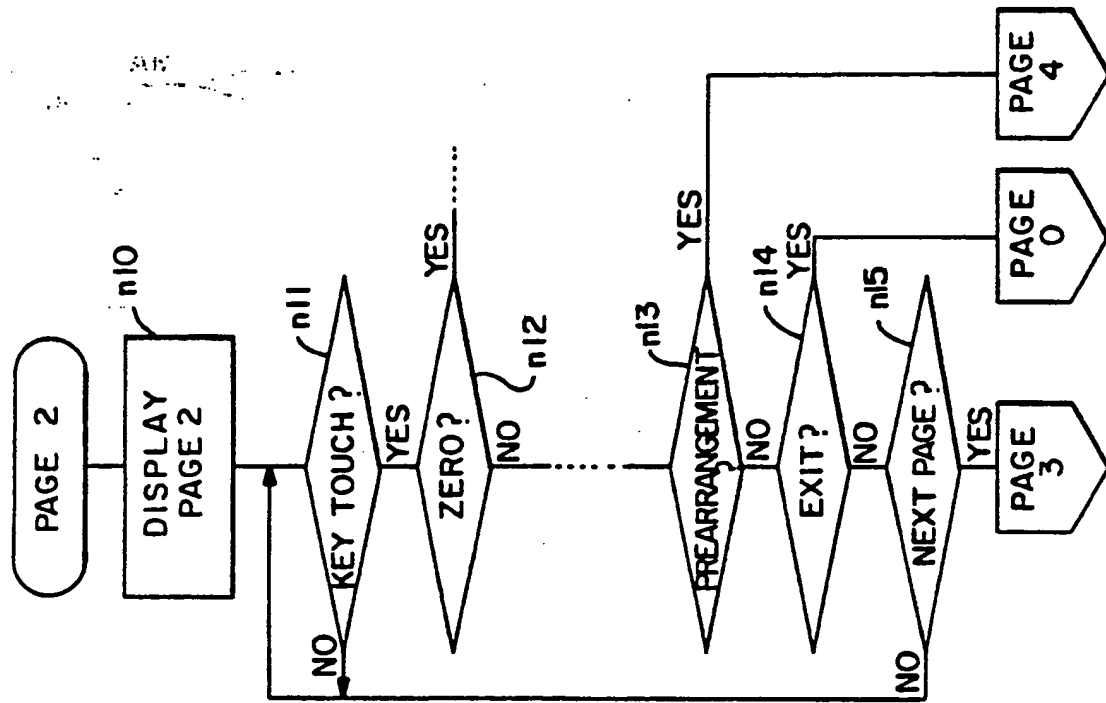 PAGE 2
n10
DISPLAY
PAGE 2
n11
KEY TOUCH?
NO
YES
ZERO?
YES
n12
NO
n13
PREARRANGEMENT
?
YES
NO
n14
EXIT?
YES
NO
n15
NEXT PAGE?
NO
YES
PAGE
3
PAGE
0
PAGE
4